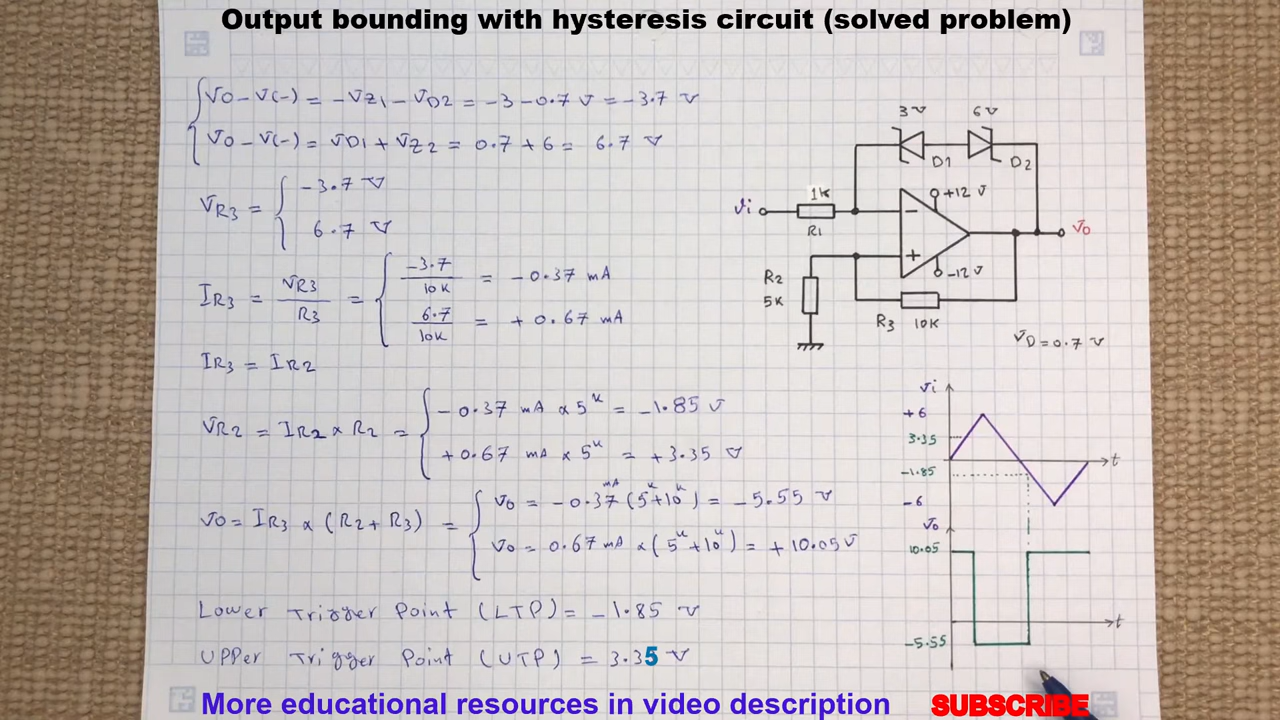 Output bounding with hysteresis circuit (solved problem)
VO - V(-) = -VZ1 - VD2 = -3 - 0.7 V = -3.7 V
VO - V(-) = VD1 + VZ2 = 0.7 + 6 = 6.7 V
VR3 = { -3.7 V
6.7 V
IR3 = VR3 / R3 = { -3.7 / 10K = -0.37 mA
6.7 / 10K = +0.67 mA
IR3 = IR2
VR2 = IR2 × R2 = { -0.37 mA × 5K = -1.85 V
+0.67 mA × 5K = +3.35 V
VO = IR3 × (R2 + R3) = { VO = -0.37 mA (5K + 10K) = -5.55 V
VO = 0.67 mA × (5K + 10K) = +10.05 V
Lower Trigger Point (LTP) = -1.85 V
UPPer Trigger Point (UTP) = 3.35 V
3V 6V
D1 D2
1K
+12 V
Vi
R1
-
+
VO
-12 V
R2
5K
R3 10K
VD = 0.7 V
Vi
+6
3.35
t
-1.85
-6
VO
10.05
t
-5.55
More educational resources in video description SUBSCRIBE